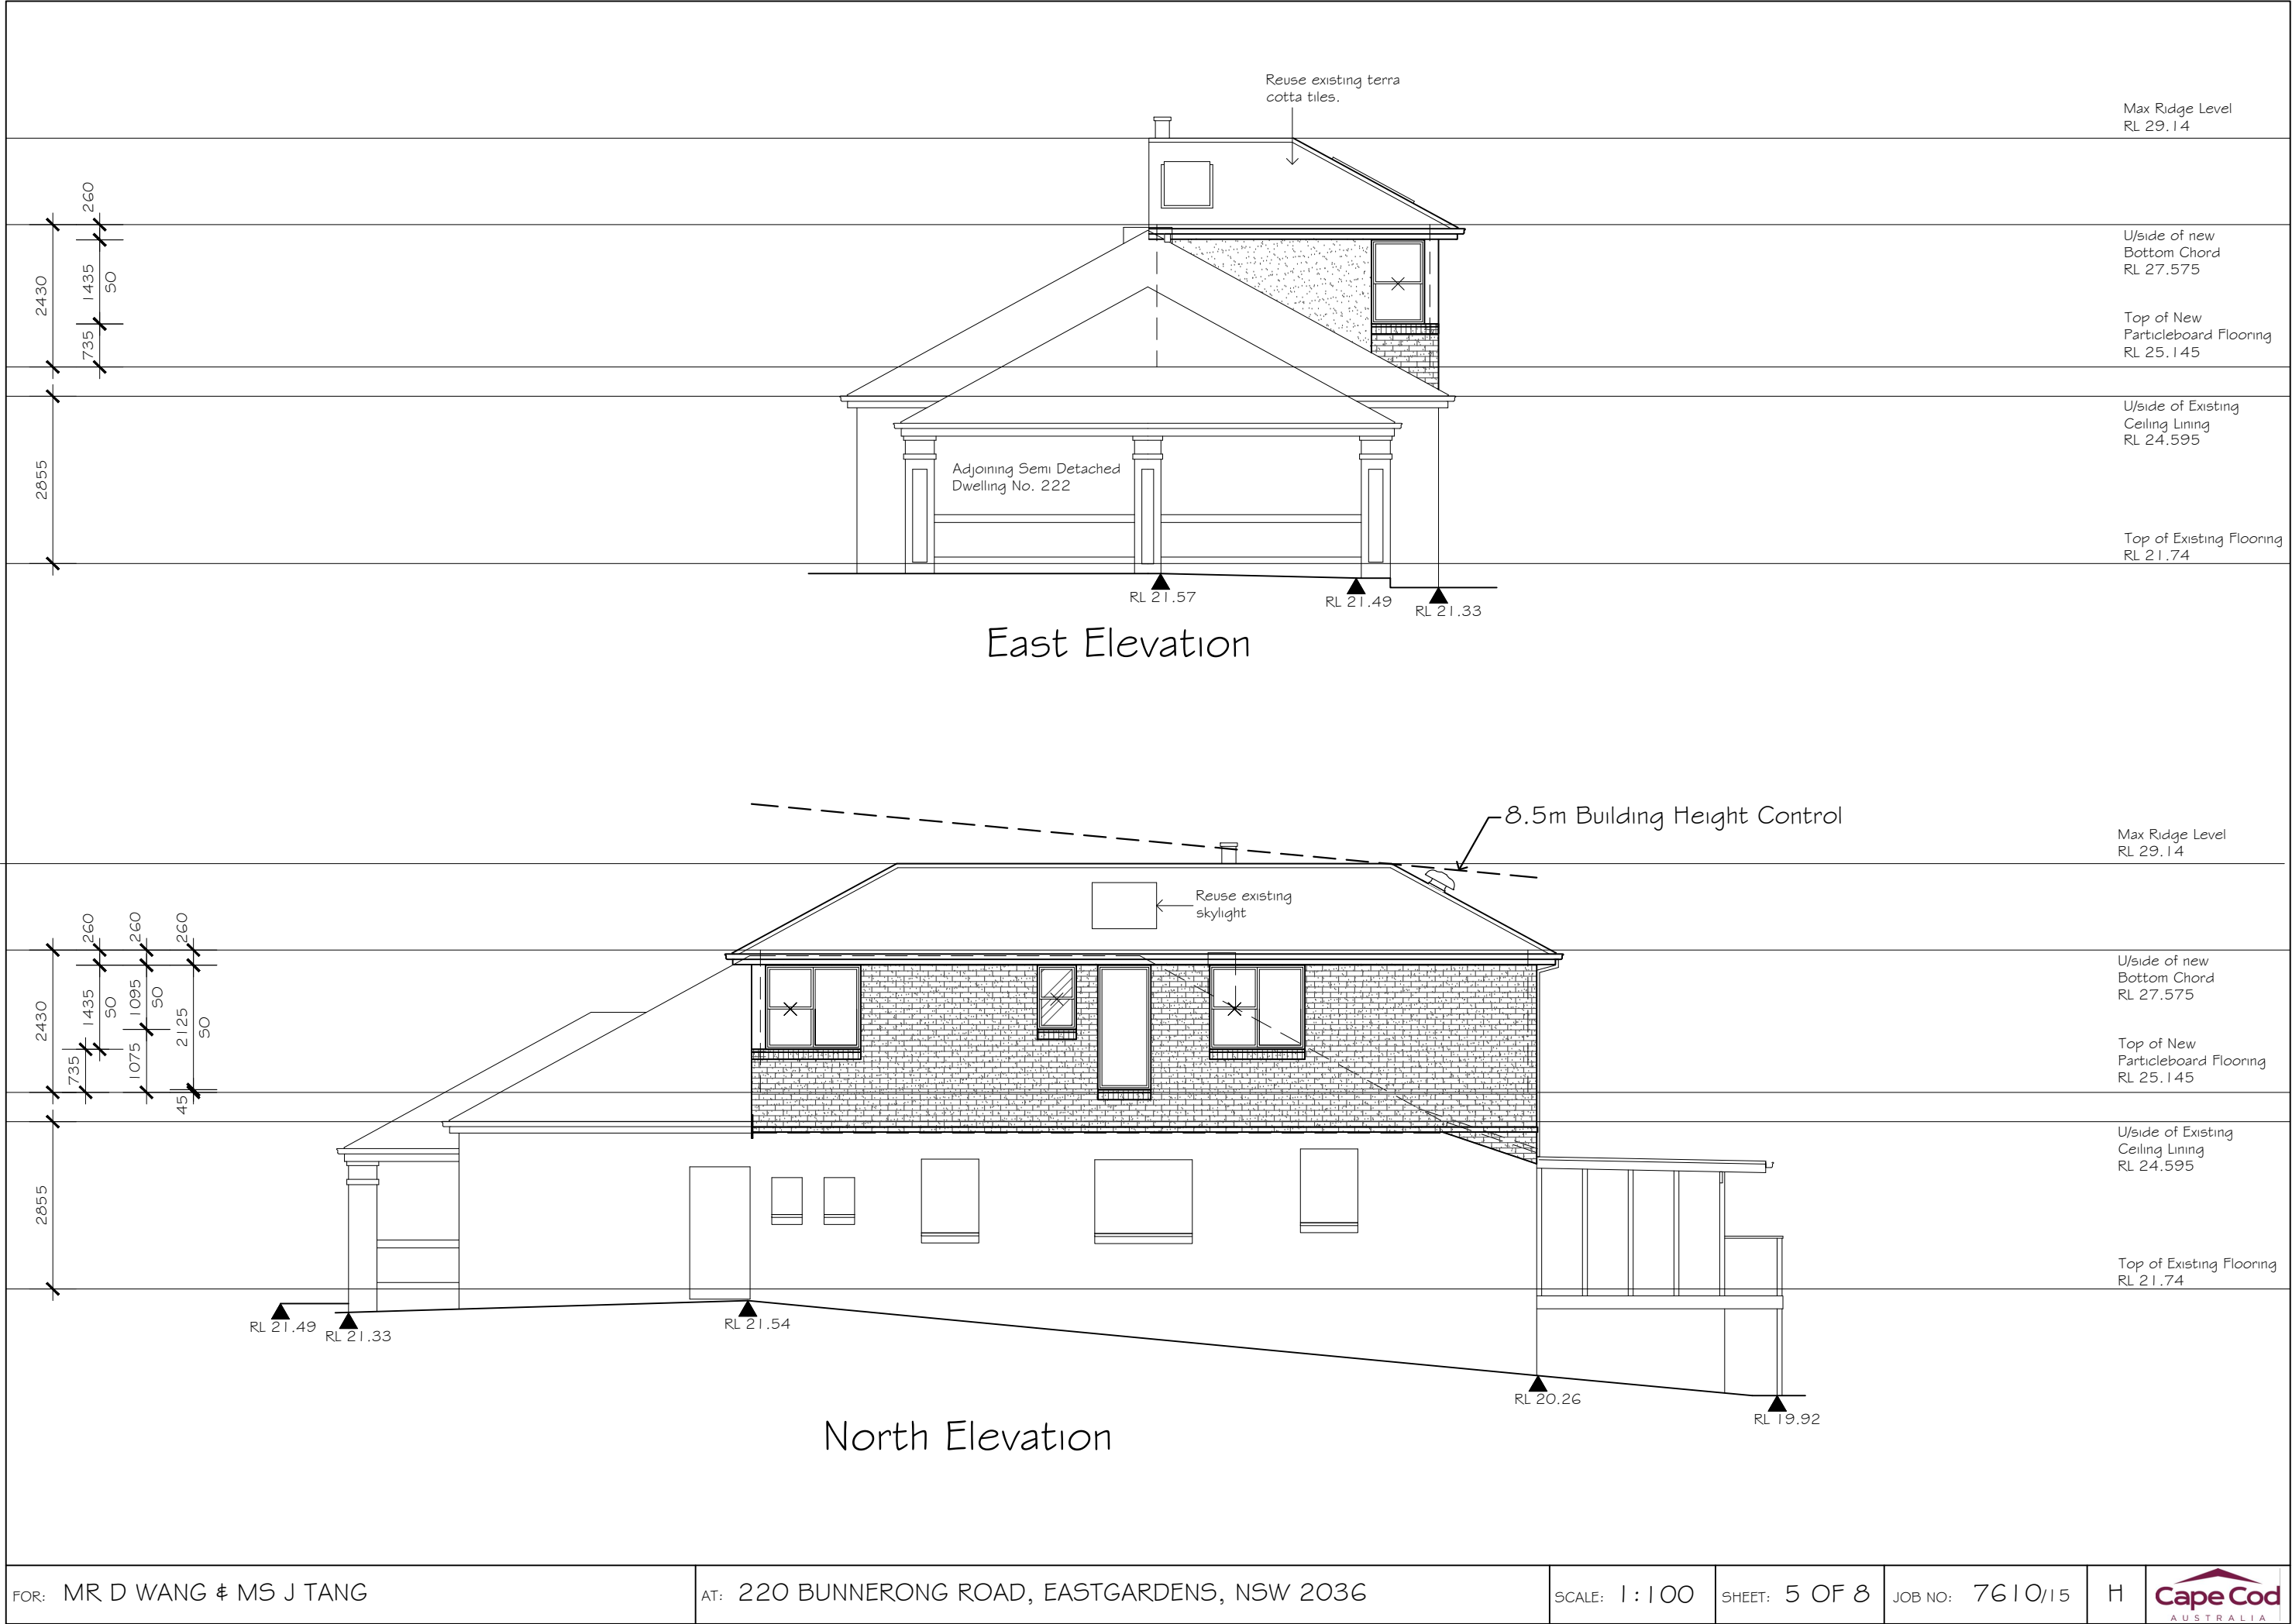 Reuse existing terra
cotta tiles.
Max Ridge Level
RL 29.14
260
2430
1435
50
735
U/side of new
Bottom Chord
RL 27.575
Top of New
Particleboard Flooring
RL 25.145
U/side of Existing
Ceiling Lining
RL 24.595
2855
Adjoining Semi Detached
Dwelling No. 222
Top of Existing Flooring
RL 21.74
RL 21.57
RL 21.49
RL 21.33
East Elevation
8.5m Building Height Control
Max Ridge Level
RL 29.14
Reuse existing
skylight
260
260
260
2430
1435
50
735
1095
50
1075
2125
50
45
U/side of new
Bottom Chord
RL 27.575
Top of New
Particleboard Flooring
RL 25.145
U/side of Existing
Ceiling Lining
RL 24.595
2855
Top of Existing Flooring
RL 21.74
RL 21.49
RL 21.33
RL 21.54
RL 20.26
RL 19.92
North Elevation
FOR: MR D WANG & MS J TANG
AT: 220 BUNNERONG ROAD, EASTGARDENS, NSW 2036
SCALE: 1:100
SHEET: 5 OF 8
JOB NO: 7610/15
H
Cape Cod
AUSTRALIA